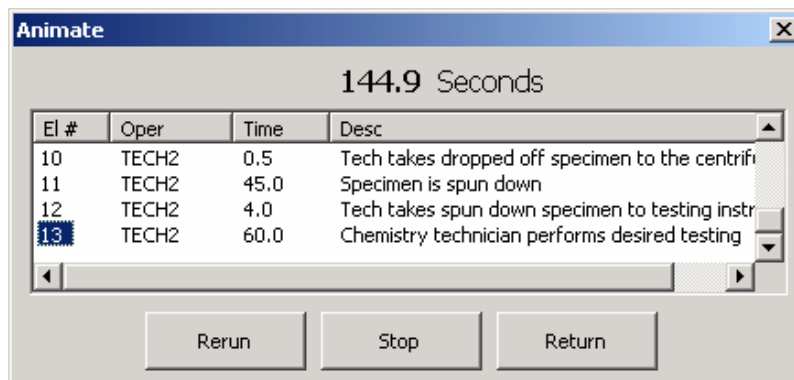 Animate
144.9 Seconds
El # Oper Time Desc
10 TECH2 0.5 Tech takes dropped off specimen to the centrif
11 TECH2 45.0 Specimen is spun down
12 TECH2 4.0 Tech takes spun down specimen to testing instr
13 TECH2 60.0 Chemistry technician performs desired testing
Rerun Stop Return